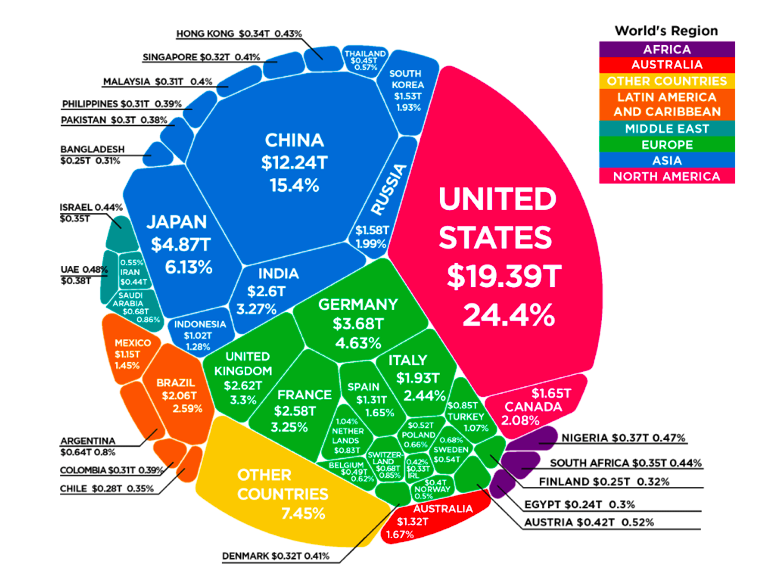 World's Region
AFRICA
AUSTRALIA
OTHER COUNTRIES
LATIN AMERICA
AND CARIBBEAN
MIDDLE EAST
EUROPE
ASIA
NORTH AMERICA
HONG KONG $0.34T 0.43%
SINGAPORE $0.32T 0.41%
MALAYSIA $0.31T 0.4%
PHILIPPINES $0.31T 0.39%
PAKISTAN $0.3T 0.38%
BANGLADESH
$0.25T 0.31%
THAILAND
$0.45T
0.57%
SOUTH
KOREA
$1.53T
1.93%
CHINA
$12.24T
15.4%
RUSSIA
$1.58T
1.99%
UNITED
STATES
$19.39T
24.4%
JAPAN
$4.87T
6.13%
INDIA
$2.6T
3.27%
INDONESIA
$1.02T
1.28%
ISRAEL 0.44%
$0.35T
UAE 0.48%
$0.38T
0.55%
IRAN
$0.44T
SAUDI
ARABIA
$0.68T
0.86%
MEXICO
$1.15T
1.45%
BRAZIL
$2.06T
2.59%
ARGENTINA
$0.64T 0.8%
COLOMBIA $0.31T 0.39%
CHILE $0.28T 0.35%
GERMANY
$3.68T
4.63%
UNITED
KINGDOM
$2.62T
3.3%
FRANCE
$2.58T
3.25%
ITALY
$1.93T
2.44%
SPAIN
$1.31T
1.65%
1.04%
NETHER
LANDS
$0.83T
BELGIUM
$0.49T
0.62%
SWITZER-
LAND
$0.68T
0.85%
$0.52T
POLAND
0.66%
0.42%
$0.33T
IRL
0.68%
SWEDEN
$0.54T
$0.4T
NORWAY
0.5%
$0.85T
TURKEY
1.07%
$1.65T
CANADA
2.08%
NIGERIA $0.37T 0.47%
SOUTH AFRICA $0.35T 0.44%
FINLAND $0.25T 0.32%
EGYPT $0.24T 0.3%
AUSTRIA $0.42T 0.52%
OTHER
COUNTRIES
7.45%
AUSTRALIA
$1.32T
1.67%
DENMARK $0.32T 0.41%